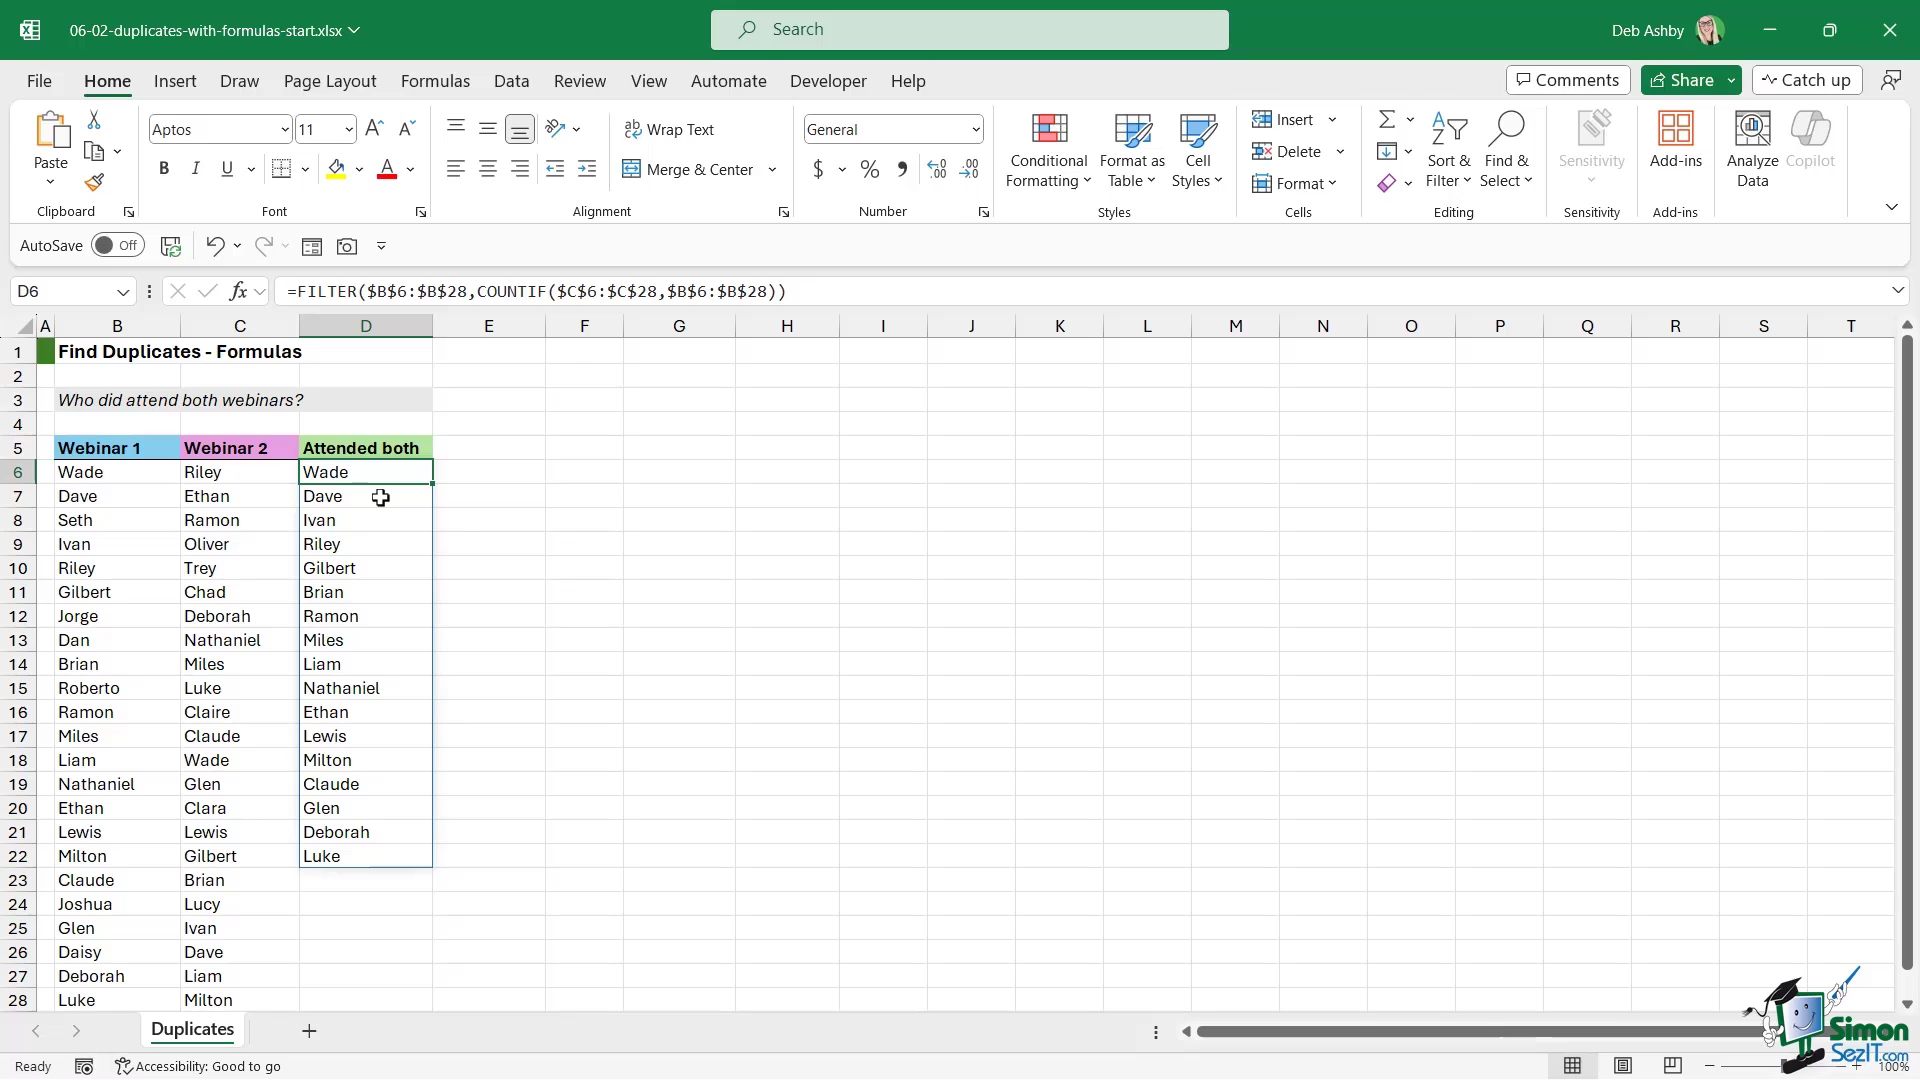 06-02-duplicates-with-formulas-start.xlsx
Search
Deb Ashby
File Home Insert Draw Page Layout Formulas Data Review View Automate Developer Help
Comments Share Catch up
Paste
Clipboard
Aptos 11
B I U
Font
Wrap Text
Merge & Center
Alignment
General
$ % ,
Number
Conditional Formatting
Format as Table
Cell Styles
Styles
Insert
Delete
Format
Cells
Sort & Filter
Find & Select
Editing
Sensitivity
Sensitivity
Add-ins
Add-ins
Analyze Data
Copilot
AutoSave Off
D6 fx =FILTER($B$6:$B$28,COUNTIF($C$6:$C$28,$B$6:$B$28))
A B C D E F G H I J K L M N O P Q R S T
1 Find Duplicates - Formulas
2
3 Who did attend both webinars?
4
5 Webinar 1 Webinar 2 Attended both
6 Wade Riley Wade
7 Dave Ethan Dave
8 Seth Ramon Ivan
9 Ivan Oliver Riley
10 Riley Trey Gilbert
11 Gilbert Chad Brian
12 Jorge Deborah Ramon
13 Dan Nathaniel Miles
14 Brian Miles Liam
15 Roberto Luke Nathaniel
16 Ramon Claire Ethan
17 Miles Claude Lewis
18 Liam Wade Milton
19 Nathaniel Glen Claude
20 Ethan Clara Glen
21 Lewis Lewis Deborah
22 Milton Gilbert Luke
23 Claude Brian
24 Joshua Lucy
25 Glen Ivan
26 Daisy Dave
27 Deborah Liam
28 Luke Milton
Duplicates
Simon
SezIT.com
Ready Accessibility: Good to go 100%